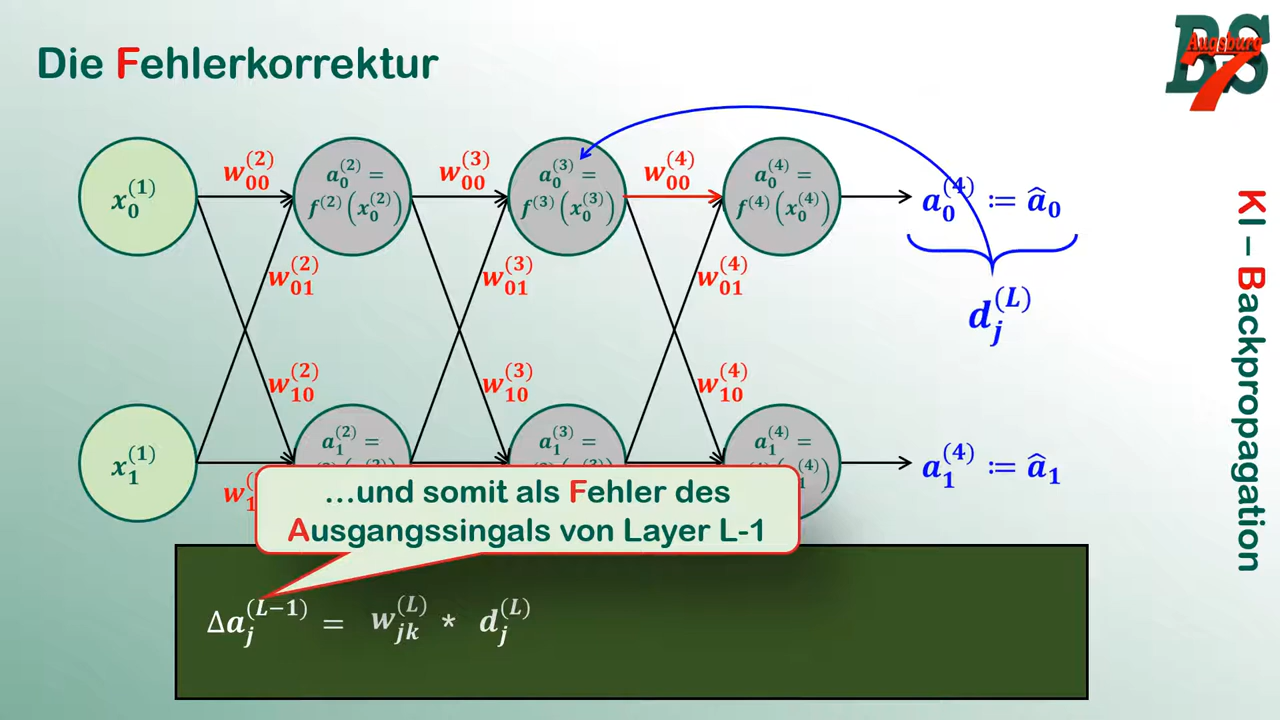 Die Fehlerkorrektur
BS
Augsburg
7
KI – Backpropagation
x_0^(1)
w_00^(2)
a_0^(2) =
f^(2)(x_0^(2))
w_00^(3)
a_0^(3) =
f^(3)(x_0^(3))
w_00^(4)
a_0^(4) =
f^(4)(x_0^(4))
a_0^(4) := â_0
w_01^(2)
w_01^(3)
w_01^(4)
d_j^(L)
w_10^(2)
w_10^(3)
w_10^(4)
x_1^(1)
a_1^(2) =
a_1^(3) =
a_1^(4) =
a_1^(4) := â_1
…und somit als Fehler des
Ausgangssingals von Layer L-1
Δa_j^(L−1) = w_jk^(L) * d_j^(L)